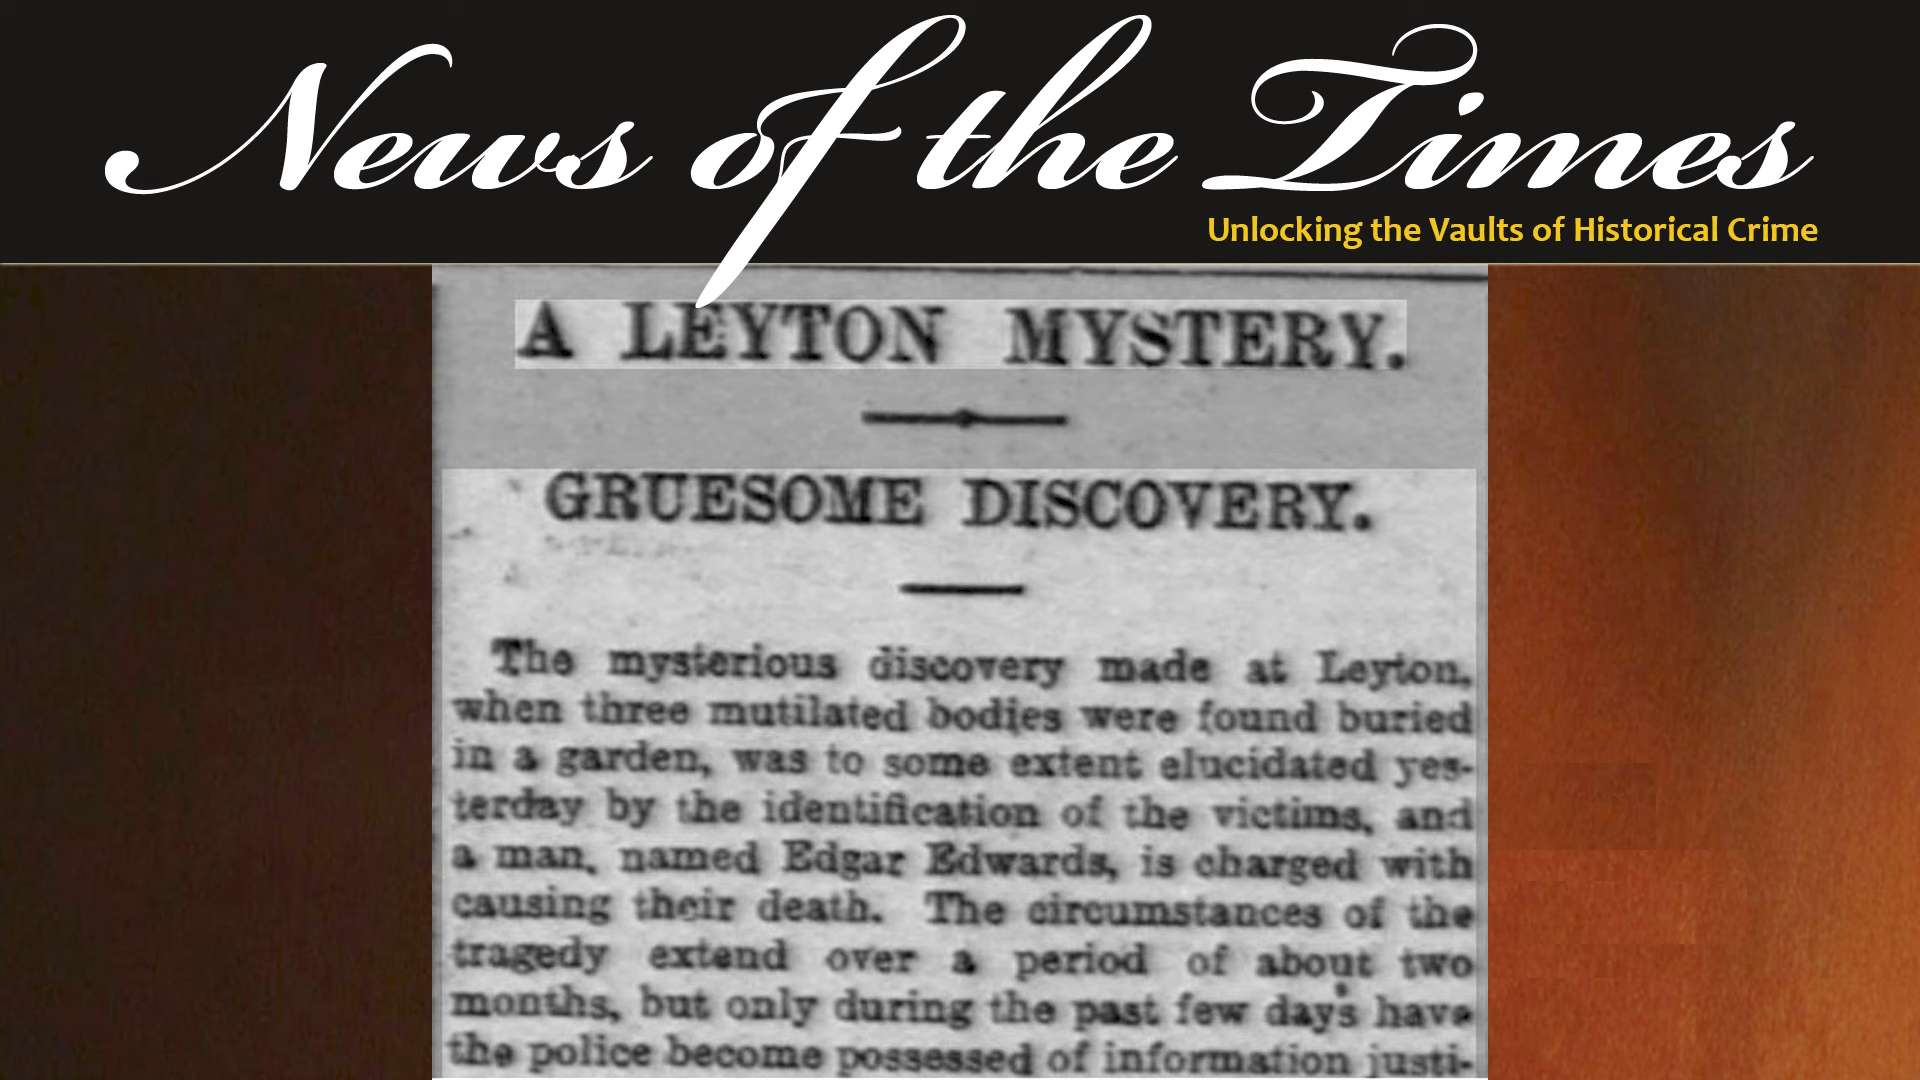 News of the Times
Unlocking the Vaults of Historical Crime
A LEYTON MYSTERY.
GRUESOME DISCOVERY.
The mysterious discovery made at Leyton,
when three mutilated bodies were found buried
in a garden, was to some extent elucidated yes-
terday by the identification of the victims, and
a man, named Edgar Edwards, is charged with
causing their death. The circumstances of the
tragedy extend over a period of about two
months, but only during the past few days have
the police become possessed of information justi-